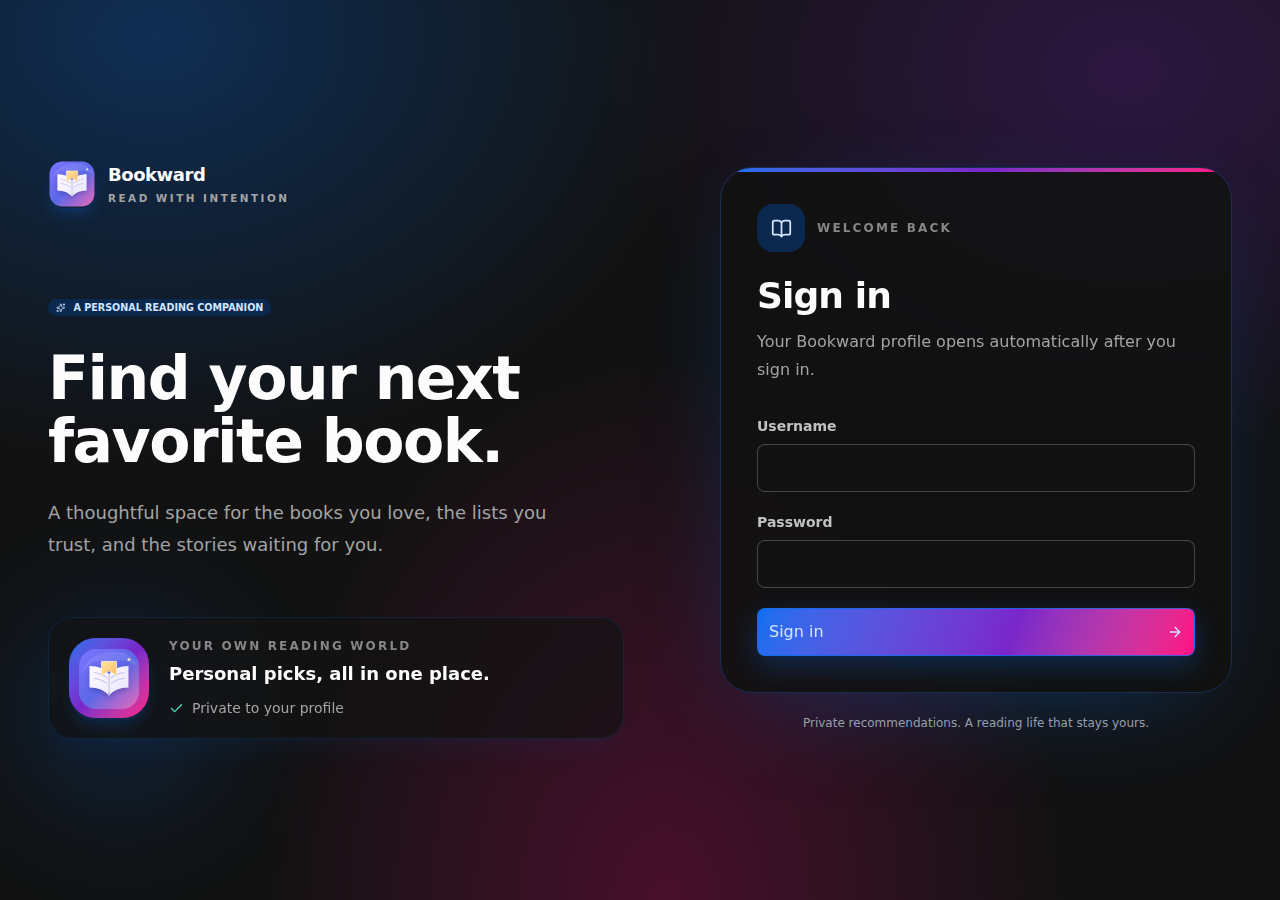 Bookward
READ WITH INTENTION
A PERSONAL READING COMPANION
Find your next
favorite book.
A thoughtful space for the books you love, the lists you
trust, and the stories waiting for you.
YOUR OWN READING WORLD
Personal picks, all in one place.
Private to your profile
WELCOME BACK
Sign in
Your Bookward profile opens automatically after you
sign in.
Username
Password
Sign in
Private recommendations. A reading life that stays yours.